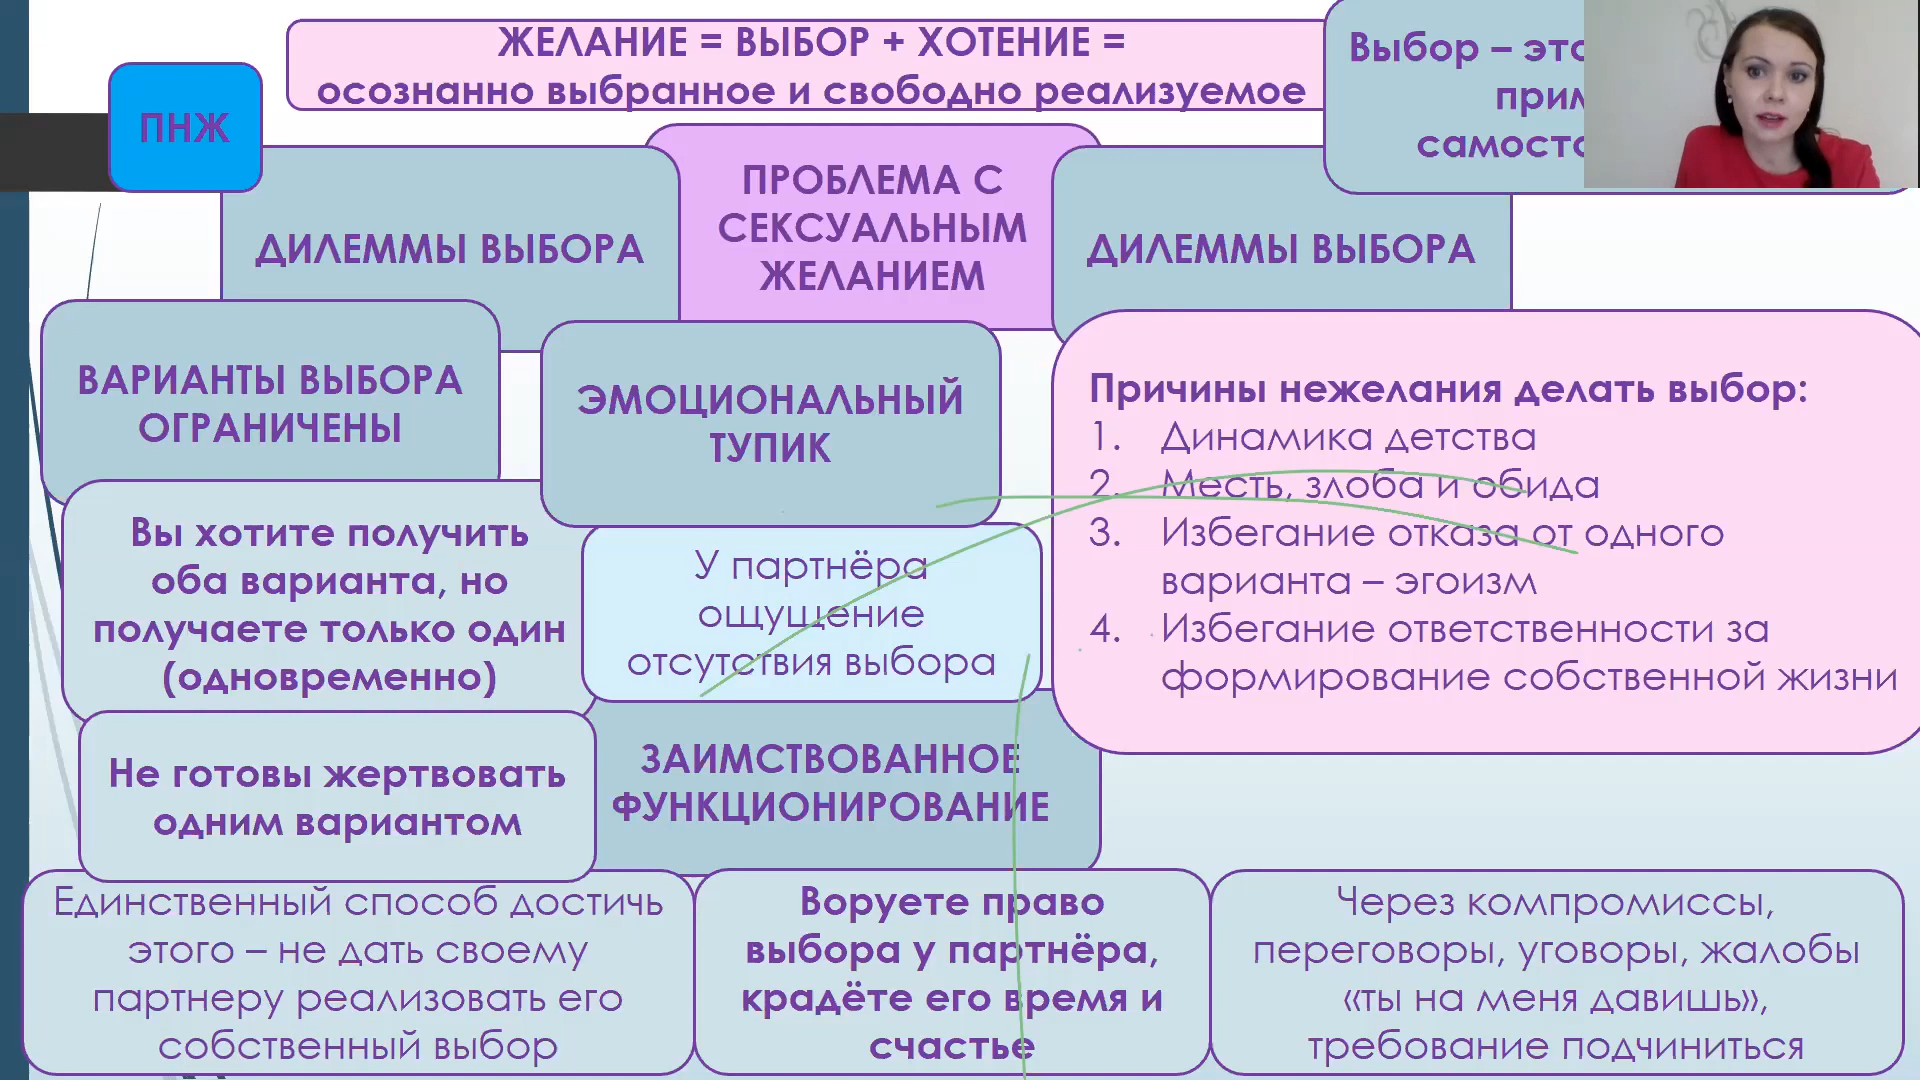 ЖЕЛАНИЕ = ВЫБОР + ХОТЕНИЕ =
осознанно выбранное и свободно реализуемое
Выбор – это
ПНЖ
ДИЛЕММЫ ВЫБОРА
ПРОБЛЕМА С
СЕКСУАЛЬНЫМ
ЖЕЛАНИЕМ
ДИЛЕММЫ ВЫБОРА
ВАРИАНТЫ ВЫБОРА
ОГРАНИЧЕНЫ
ЭМОЦИОНАЛЬНЫЙ
ТУПИК
Причины нежелания делать выбор:
1. Динамика детства
2. Месть, злоба и обида
3. Избегание отказа от одного
варианта – эгоизм
4. Избегание ответственности за
формирование собственной жизни
Вы хотите получить
оба варианта, но
получаете только один
(одновременно)
У партнёра
ощущение
отсутствия выбора
Не готовы жертвовать
одним вариантом
ЗАИМСТВОВАННОЕ
ФУНКЦИОНИРОВАНИЕ
Единственный способ достичь
этого – не дать своему
партнеру реализовать его
собственный выбор
Воруете право
выбора у партнёра,
крадёте его время и
счастье
Через компромиссы,
переговоры, уговоры, жалобы
«ты на меня давишь»,
требование подчиниться